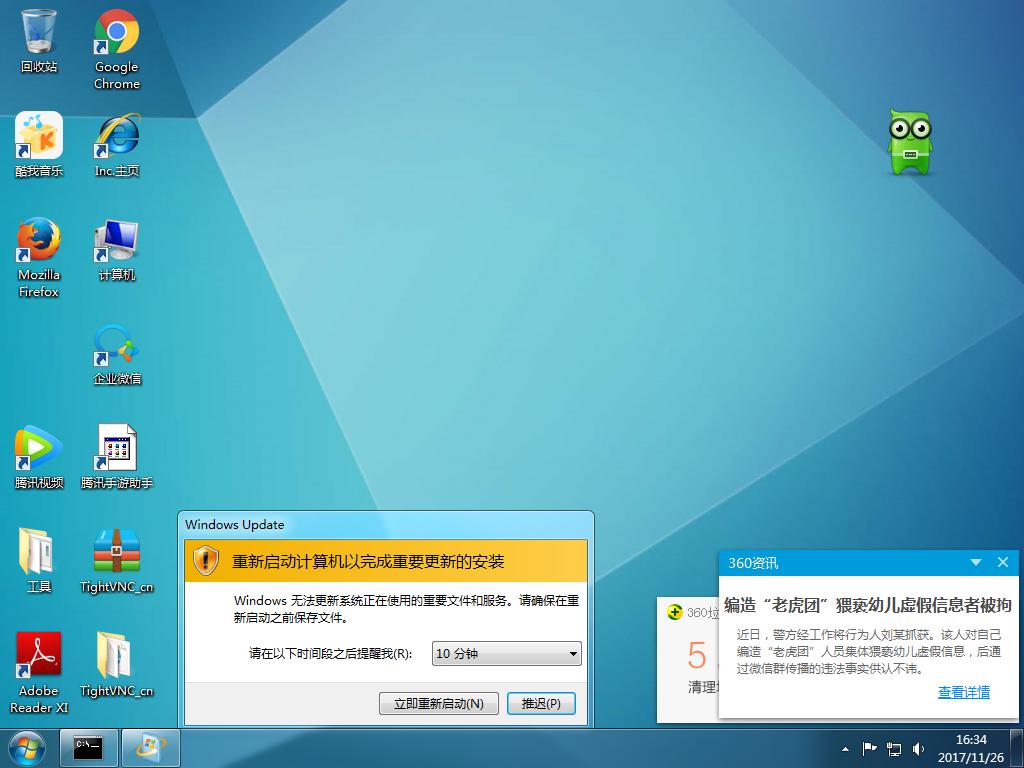 回收站
Google
Chrome
酷我音乐
Inc.主页
Mozilla
Firefox
计算机
企业微信
腾讯视频
腾讯手游助手
工具
TightVNC_cn
Adobe
Reader XI
TightVNC_cn
Windows Update
重新启动计算机以完成重要更新的安装
Windows 无法更新系统正在使用的重要文件和服务。请确保在重
新启动之前保存文件。
请在以下时间段之后提醒我(R):
10 分钟
立即重新启动(N)
推迟(P)
360资讯
编造“老虎团”猥亵幼儿虚假信息者被拘
近日，警方经工作将行为人刘某抓获。该人对自己
编造“老虎团”人员集体猥亵幼儿虚假信息，后通
过微信群传播的违法事实供认不讳。
查看详情
360垃
5
清理
C:\
16:34
2017/11/26